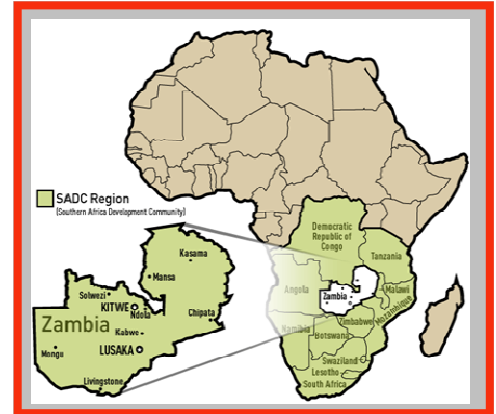 SADC Region
(Southern Africa Development Community)
Democratic
Republic of
Congo
Tanzania
Angola
Zambia
Malawi
Mozambique
Zimbabwe
Namibia
Botswana
Swaziland
Lesotho
South Africa
Kasama
Mansa
Solwezi
KITWE
Ndola
Chipata
Zambia
Kabwe
LUSAKA
Mongu
Livingstone